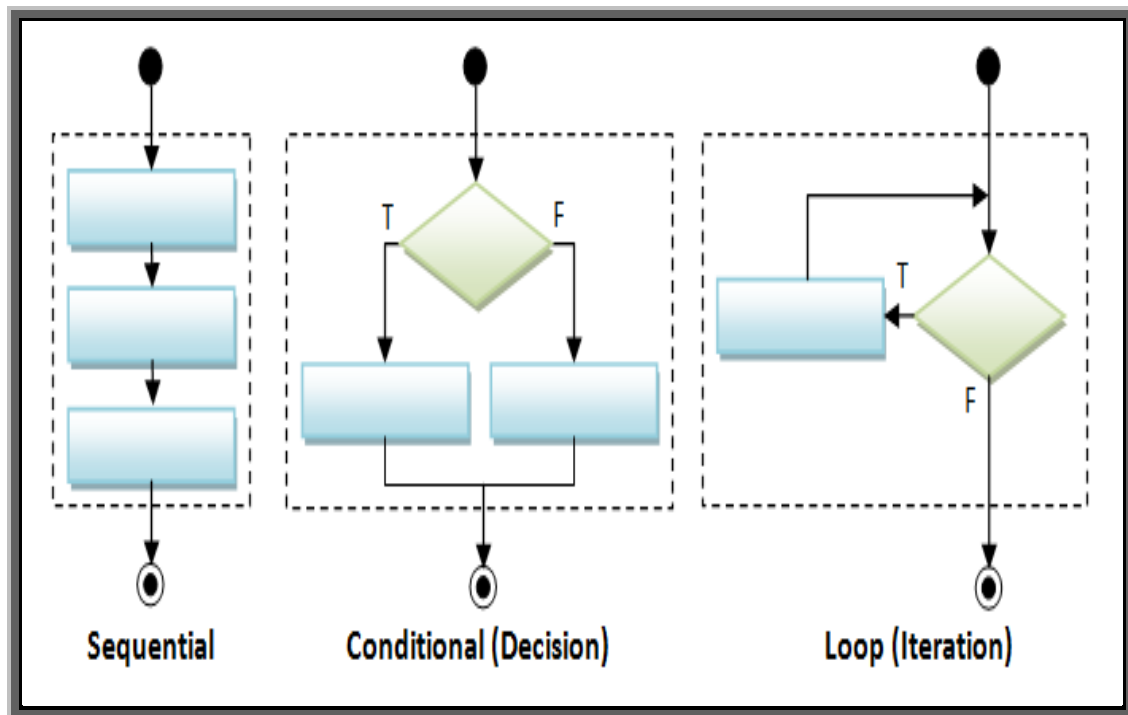 T
F
T
F
Sequential
Conditional (Decision)
Loop (Iteration)